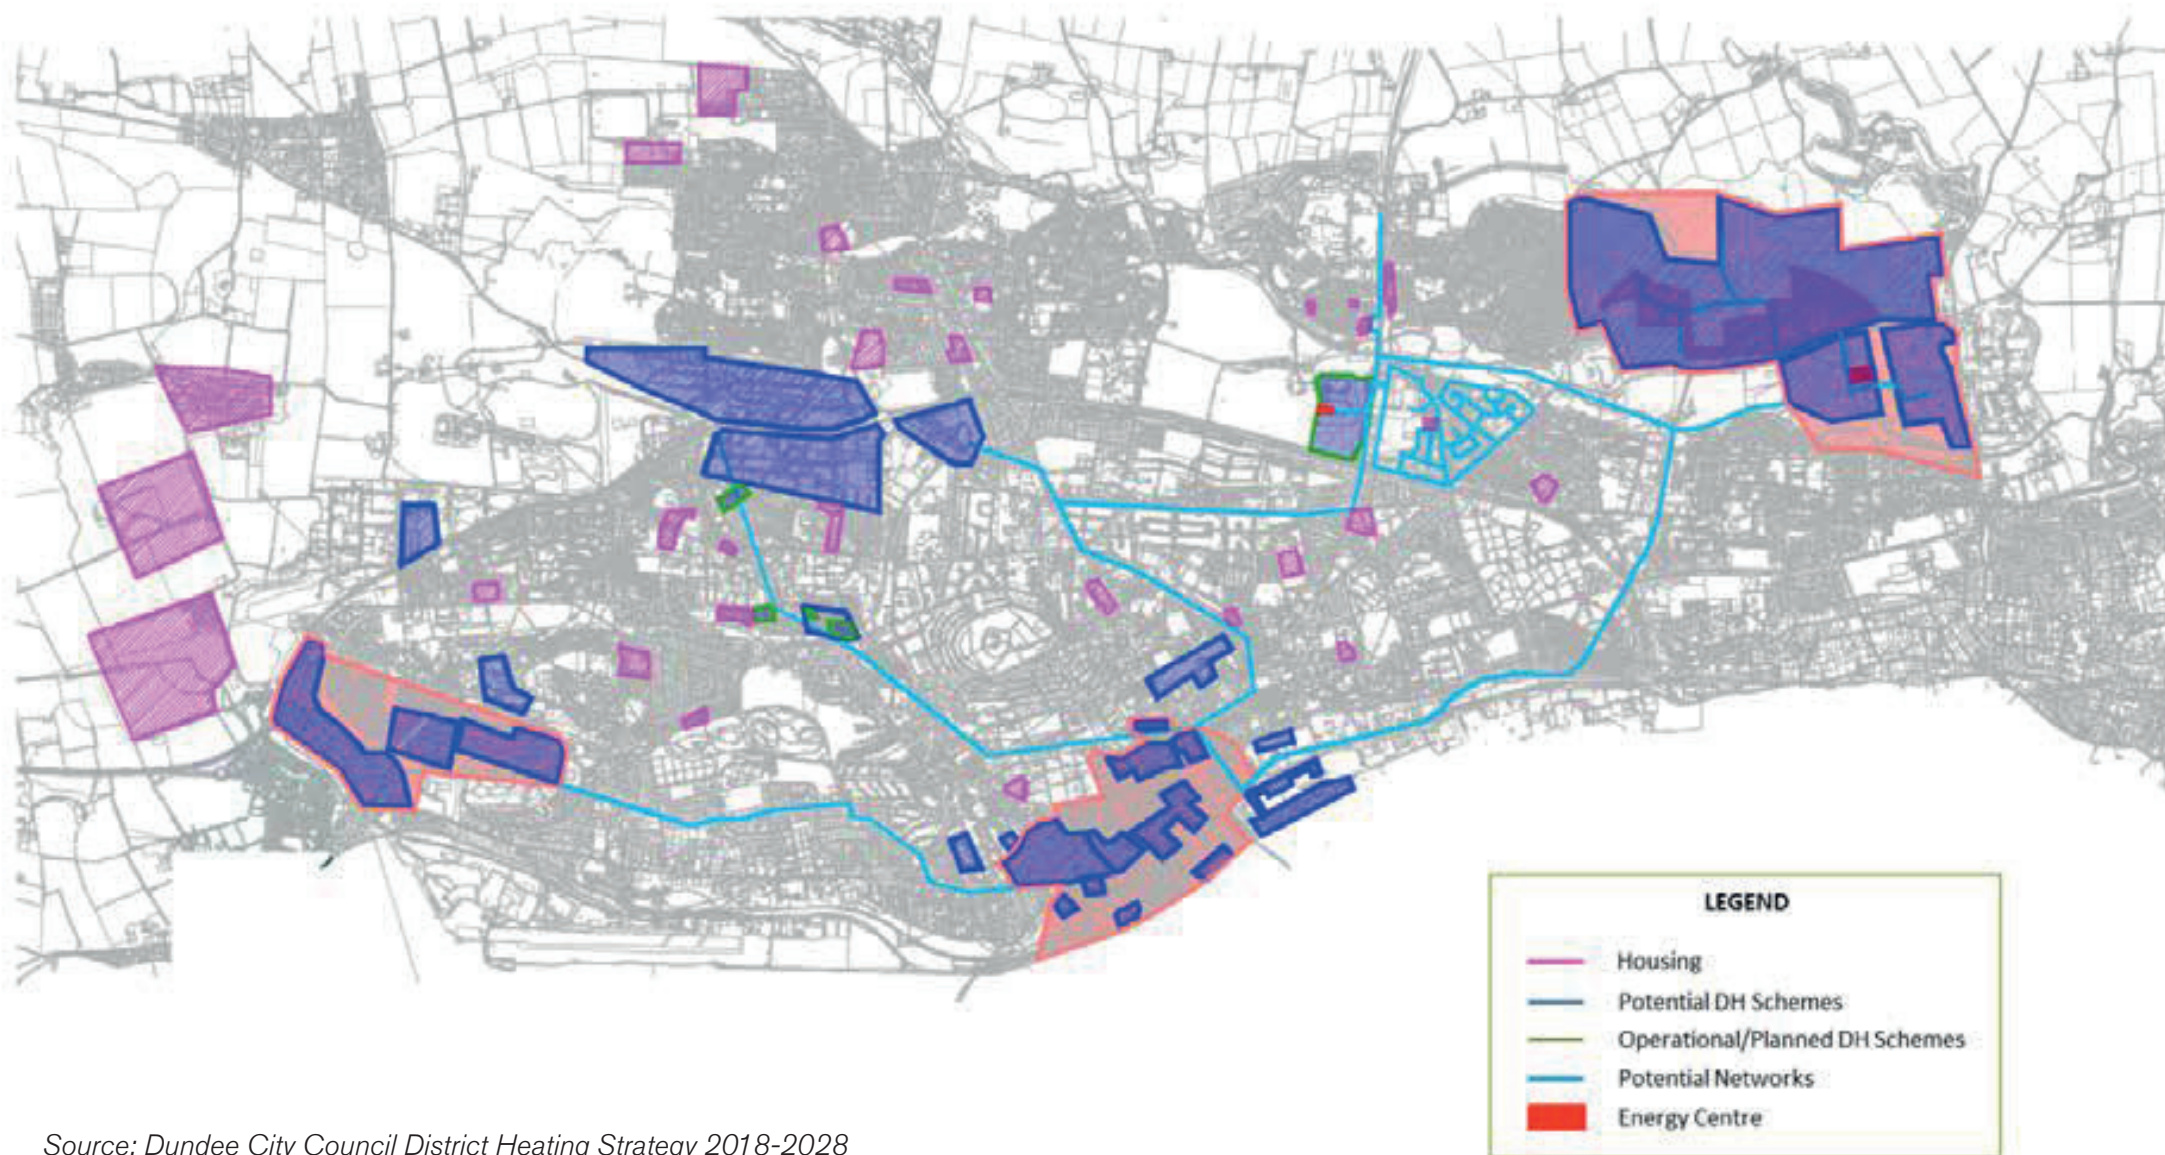 LEGEND
Housing
Potential DH Schemes
Operational/Planned DH Schemes
Potential Networks
Energy Centre
Source: Dundee City Council District Heating Strategy 2018-2028